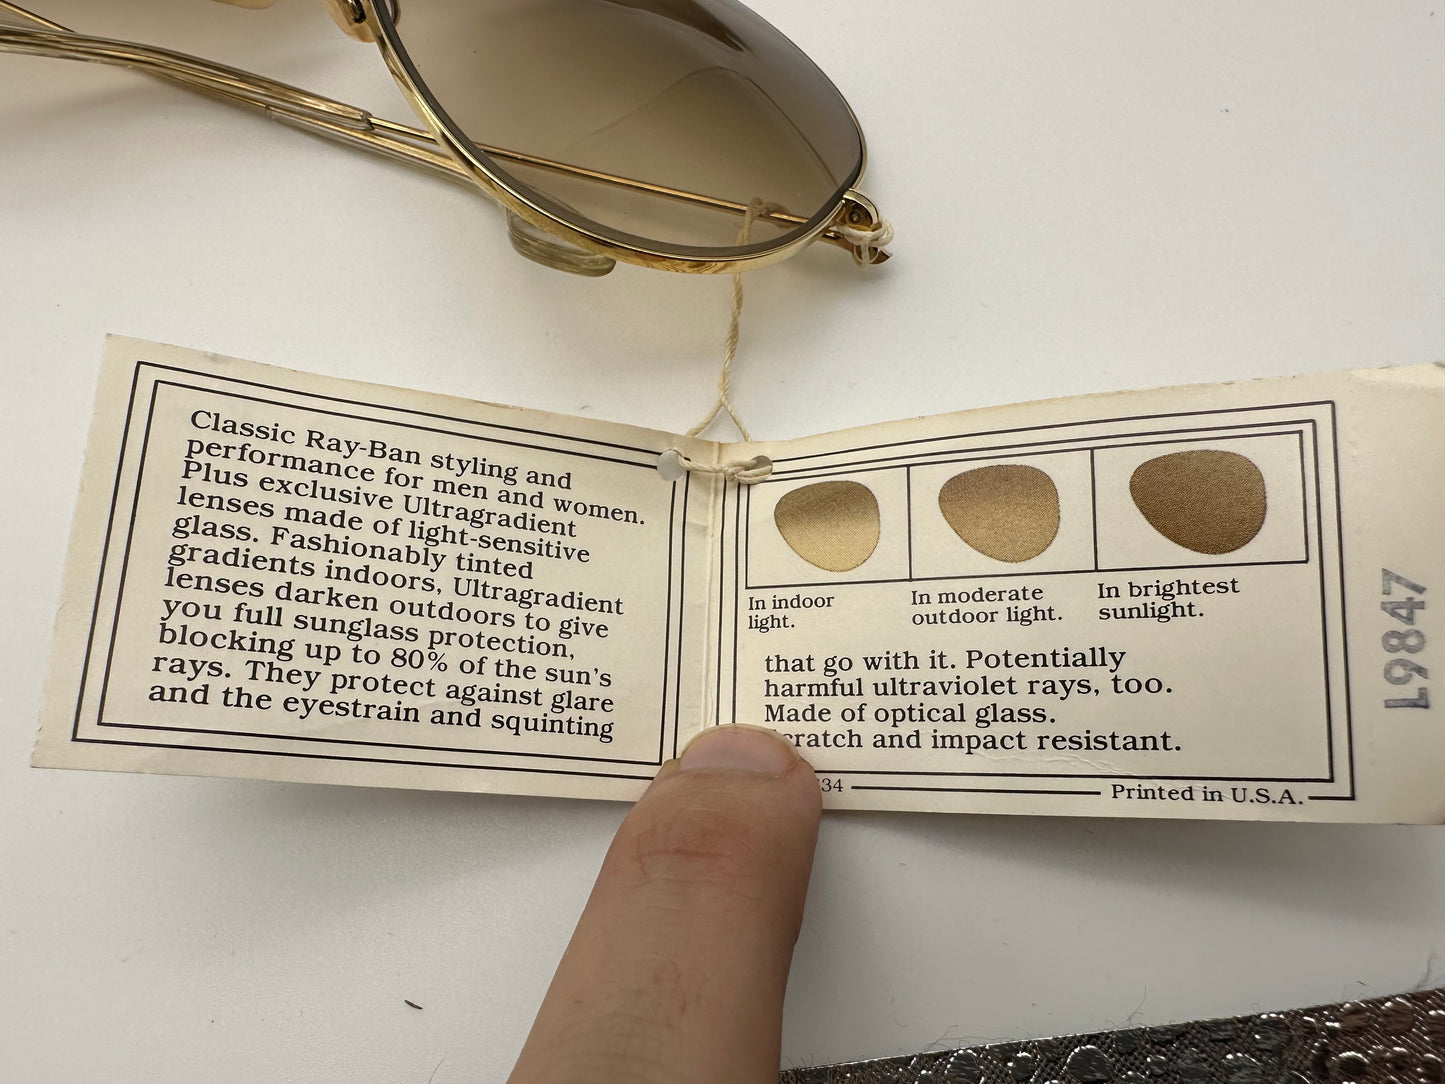 Classic Ray-Ban styling and
performance for men and women.
Plus exclusive Ultragradient
lenses made of light-sensitive
glass. Fashionably tinted
gradients indoors, Ultragradient
lenses darken outdoors to give
you full sunglass protection,
blocking up to 80% of the sun's
rays. They protect against glare
and the eyestrain and squinting
In indoor
light.
In moderate
outdoor light.
In brightest
sunlight.
that go with it. Potentially
harmful ultraviolet rays, too.
Made of optical glass.
and impact resistant.
Printed in U.S.A.
L9847